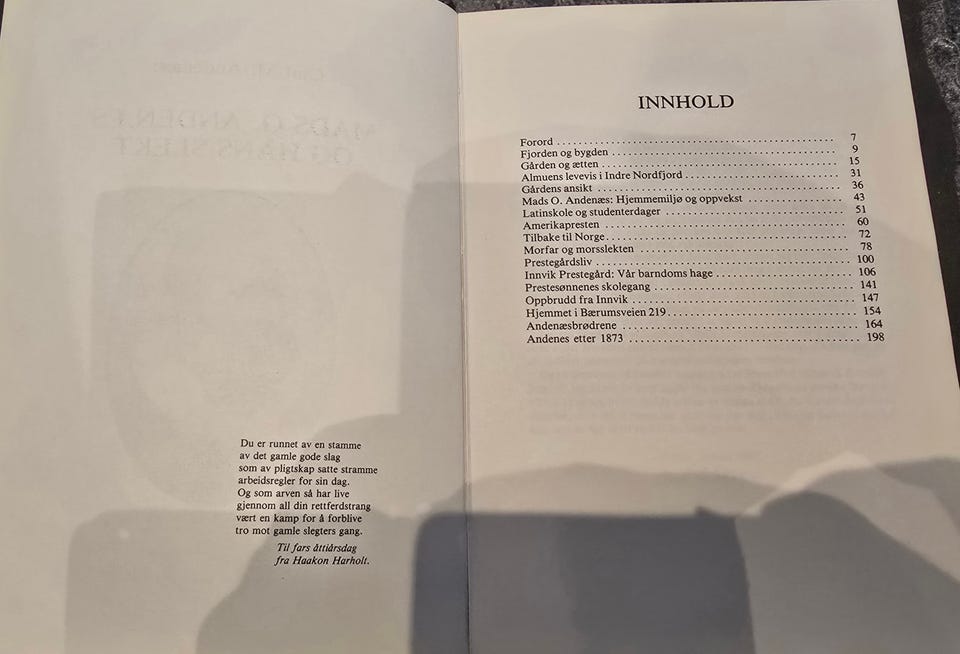 Du er runnet av en stamme
av det gamle gode slag
som av pligtskap satte stramme
arbeidsregler for sin dag.
Og som arven så har live
gjennom all din rettferdstrang
vært en kamp for å forblive
tro mot gamle slegters gang.
Til fars åttiårsdag
fra Haakon Harholt.
INNHOLD
Forord 7
Fjorden og bygden 9
Gården og ætten 15
Almuens levevis i Indre Nordfjord 31
Gårdens ansikt 36
Mads O. Andenæs: Hjemmemiljø og oppvekst 43
Latinskole og studenterdager 51
Amerikapresten 60
Tilbake til Norge 72
Morfar og morsslekten 78
Prestegårdsliv 100
Innvik Prestegård: Vår barndoms hage 106
Prestesønnenes skolegang 141
Oppbrudd fra Innvik 147
Hjemmet i Bærumsveien 219 154
Andenæsbrødrene 164
Andenes etter 1873 198